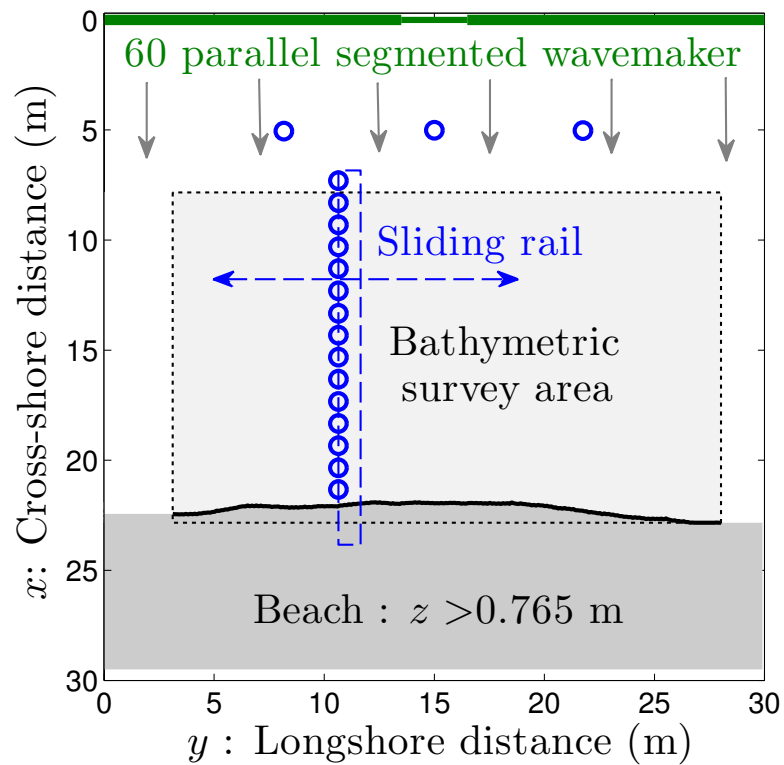 0
60 parallel segmented wavemaker
5
10
Sliding rail
15
Bathymetric
survey area
20
25
Beach : z >0.765 m
30
0 5 10 15 20 25 30
x: Cross-shore distance (m)
y : Longshore distance (m)